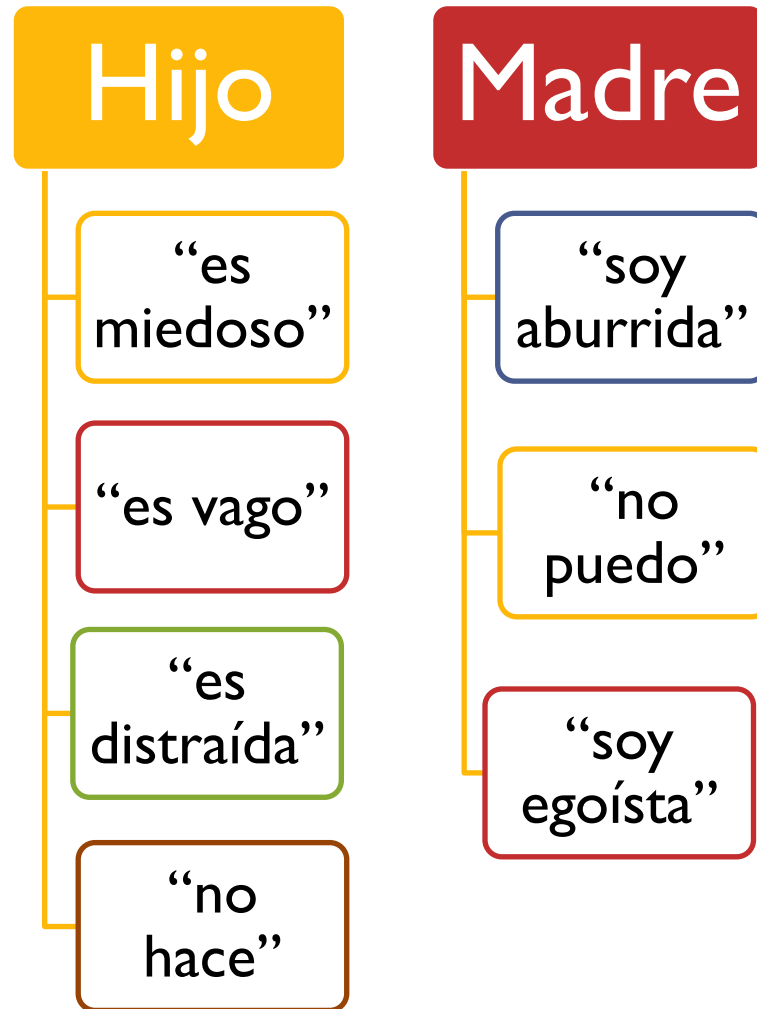 Hijo
“es
miedoso”
“es vago”
“es
distraída”
“no
hace”
Madre
“soy
aburrida”
“no
puedo”
“soy
egoísta”